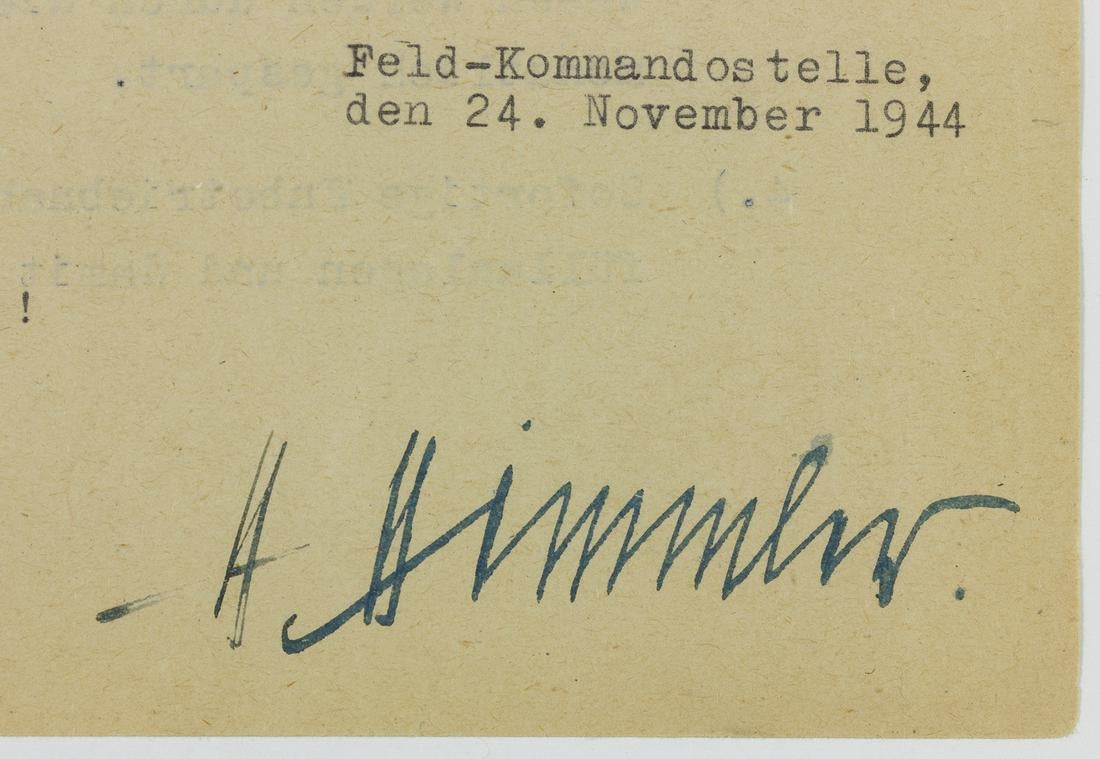 Feld-Kommandostelle,
den 24. November 1944
!
H. Himmler.